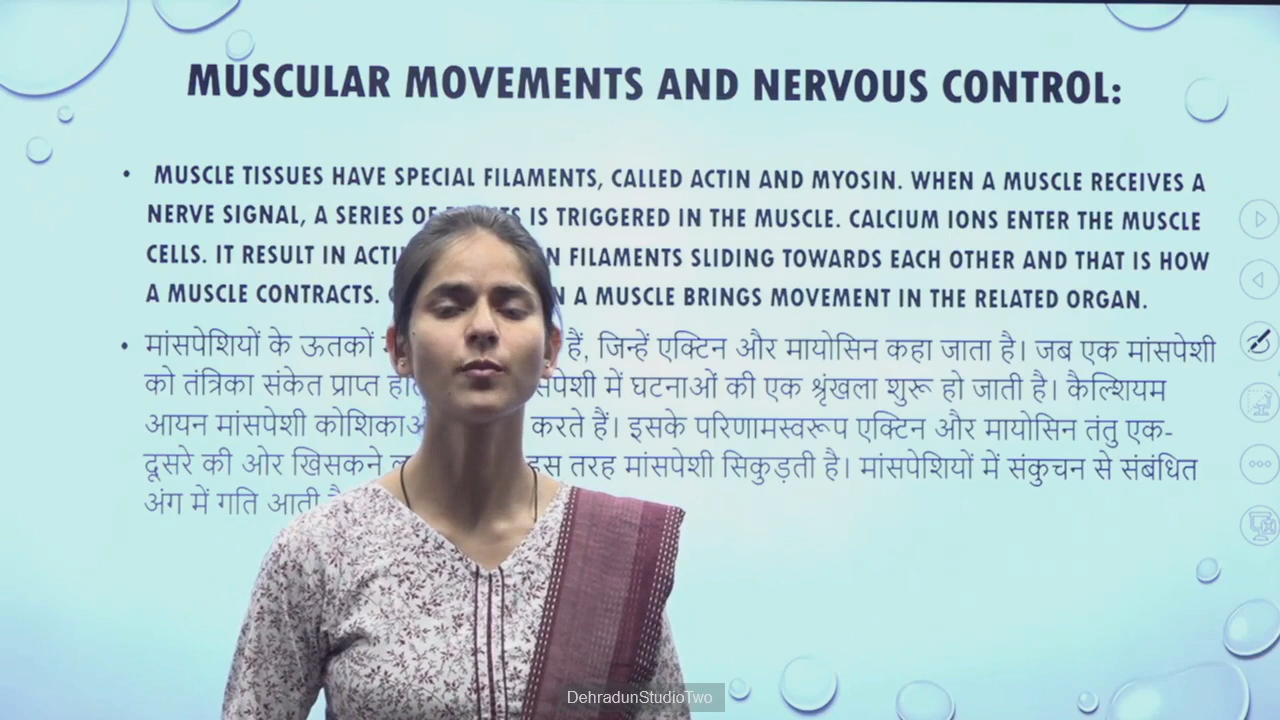 MUSCULAR MOVEMENTS AND NERVOUS CONTROL:
• MUSCLE TISSUES HAVE SPECIAL FILAMENTS, CALLED ACTIN AND MYOSIN. WHEN A MUSCLE RECEIVES A
NERVE SIGNAL, A SERIES OF IS TRIGGERED IN THE MUSCLE. CALCIUM IONS ENTER THE MUSCLE
CELLS. IT RESULT IN FILAMENTS SLIDING TOWARDS EACH OTHER AND THAT IS HOW
A MUSCLE CONTRACTS. A MUSCLE BRINGS MOVEMENT IN THE RELATED ORGAN.
• मांसपेशियों के ऊतकों हैं, जिन्हें एक्टिन और मायोसिन कहा जाता है। जब एक मांसपेशी
को तंत्रिका संकेत प्राप्त में घटनाओं की एक श्रृंखला शुरू हो जाती है। कैल्शियम
आयन मांसपेशी करते हैं। इसके परिणामस्वरूप एक्टिन और मायोसिन तंतु एक-
दूसरे की ओर खिसकने इस तरह मांसपेशी सिकुड़ती है। मांसपेशियों में संकुचन से संबंधित
अंग में गति आती
DehradunStudioTwo